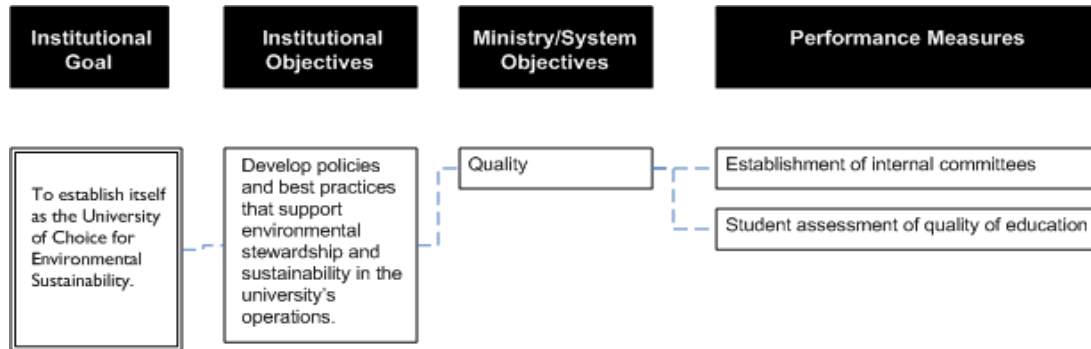 Institutional
Goal
Institutional
Objectives
Ministry/System
Objectives
Performance Measures
To establish itself
as the University
of Choice for
Environmental
Sustainability.
Develop policies
and best practices
that support
environmental
stewardship and
sustainability in the
university's
operations.
Quality
Establishment of internal committees
Student assessment of quality of education